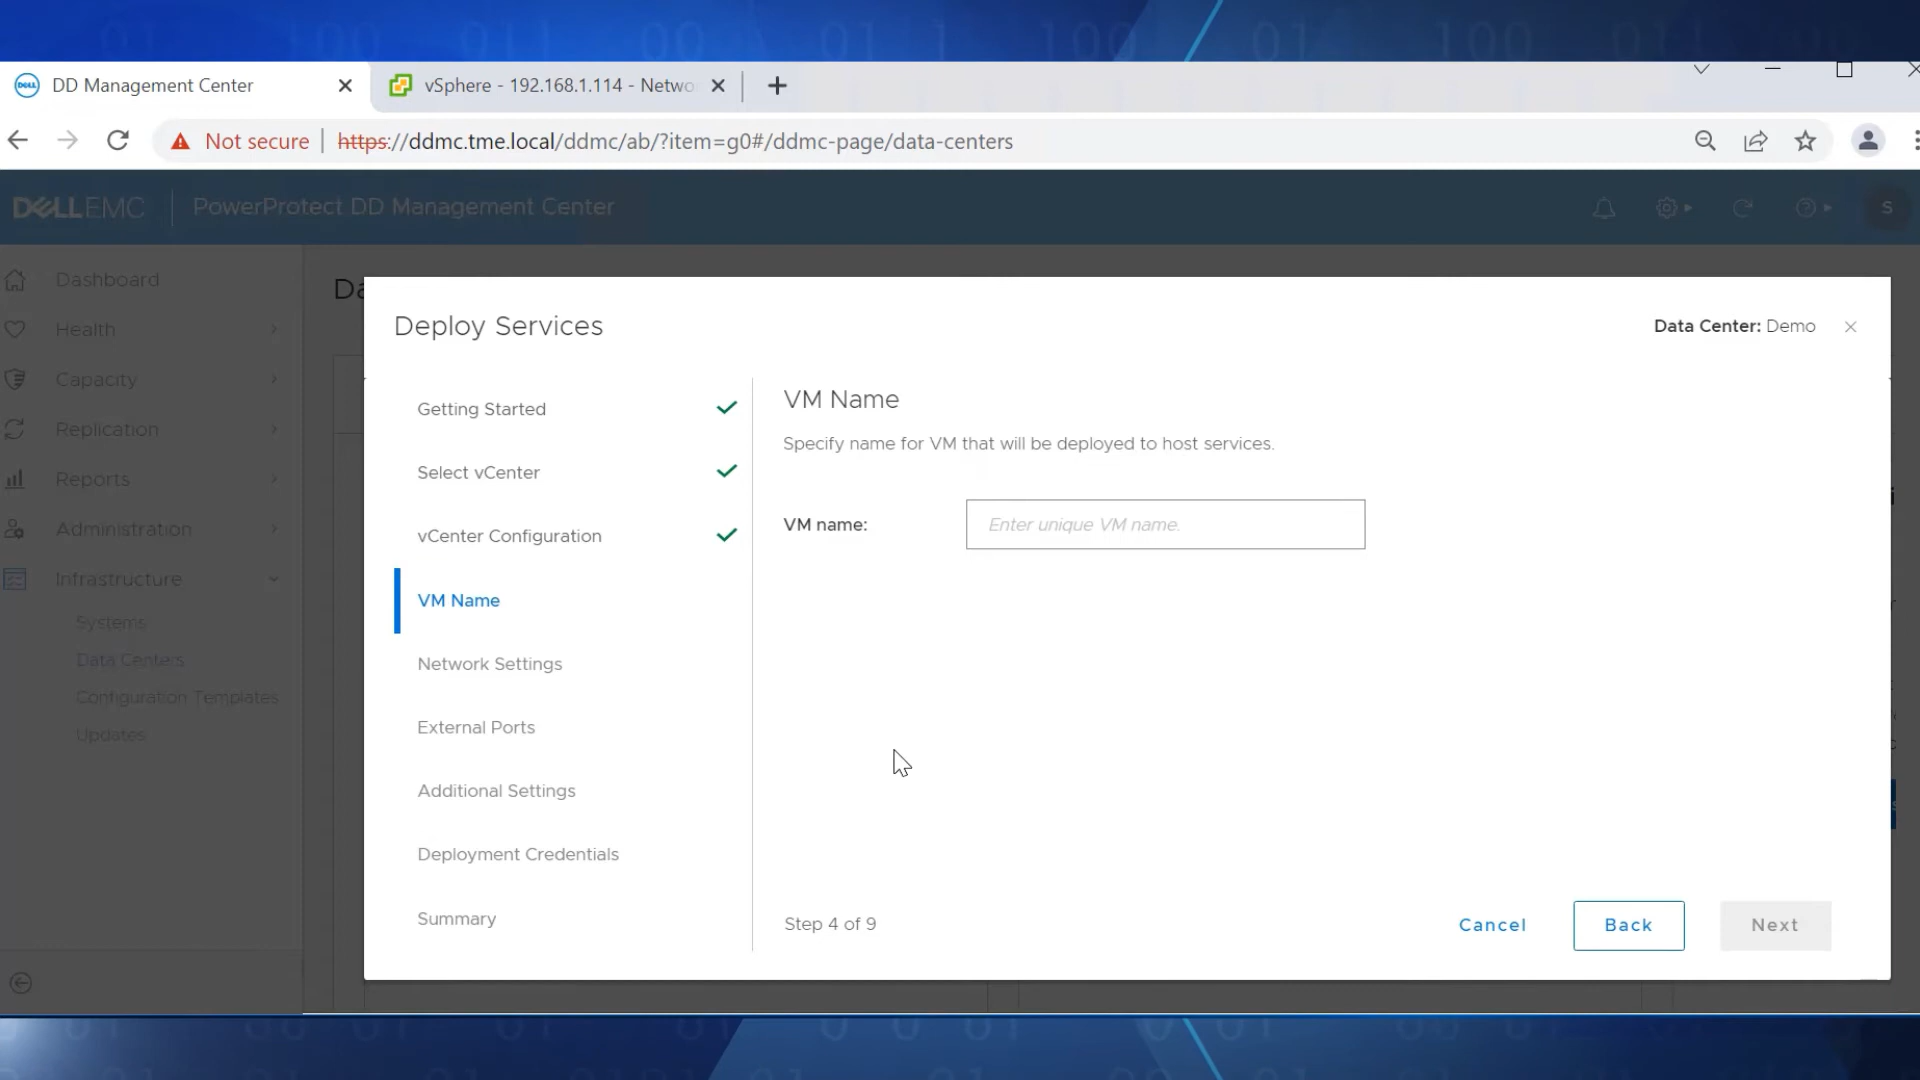 DD Management Center
vSphere - 192.168.1.114 - Netwo
Not secure
https://ddmc.tme.local/ddmc/ab/?item=g0#/ddmc-page/data-centers
DELLEMC
PowerProtect DD Management Center
S
Dashboard
Health
Capacity
Replication
Reports
Administration
Infrastructure
Systems
Data Centers
Configuration Templates
Updates
Da
Deploy Services
Data Center: Demo
Getting Started
Select vCenter
vCenter Configuration
VM Name
Network Settings
External Ports
Additional Settings
Deployment Credentials
Summary
VM Name
Specify name for VM that will be deployed to host services.
VM name:
Enter unique VM name.
Step 4 of 9
Cancel
Back
Next